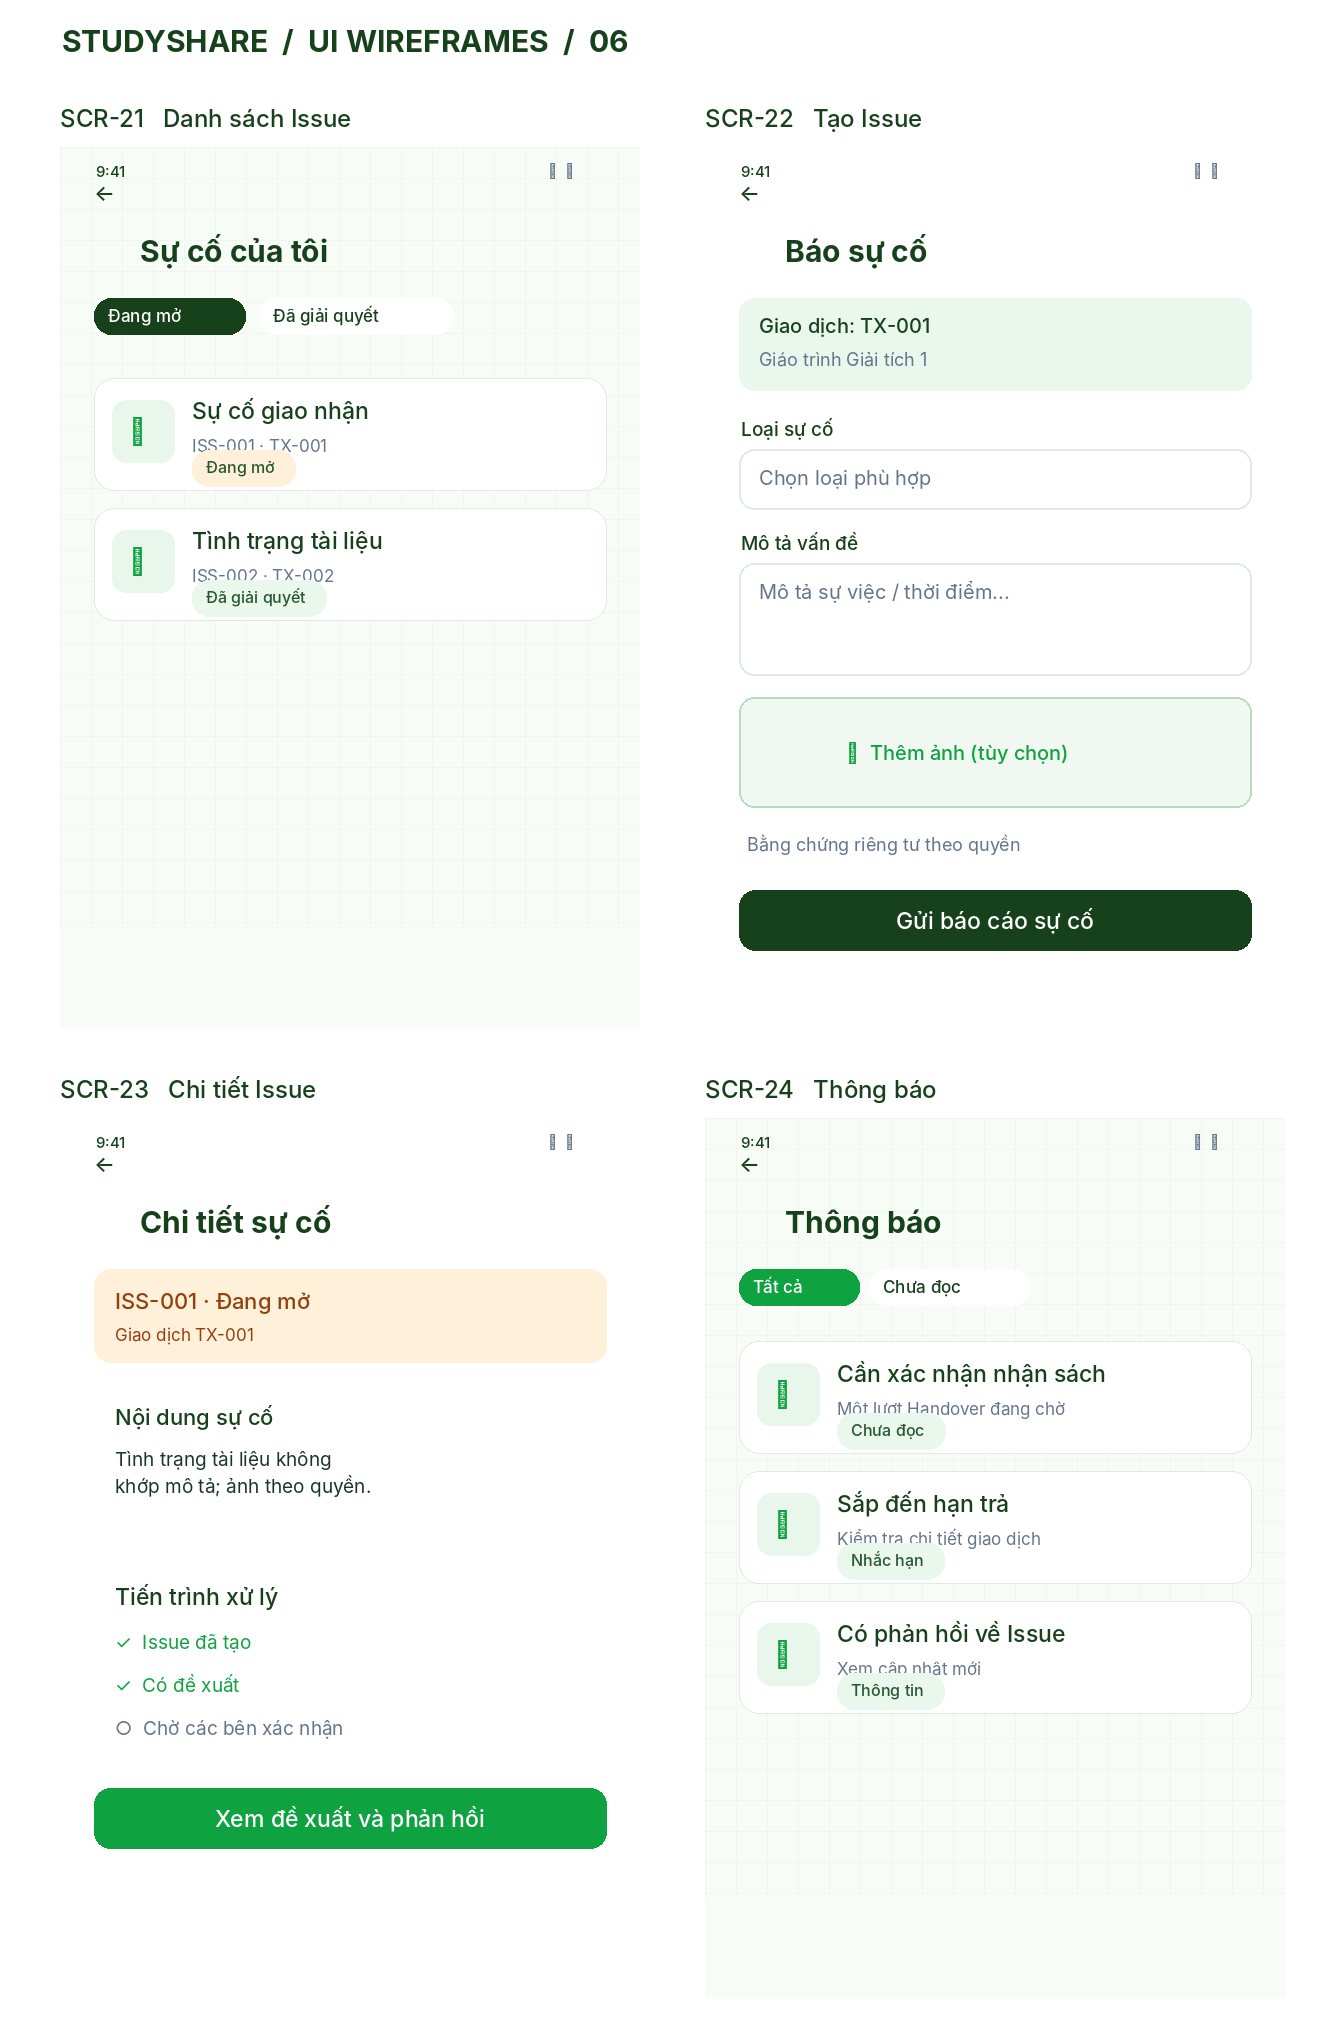 STUDYSHARE / UI WIREFRAMES / 06
SCR-21 Danh sách Issue
9:41
←
Sự cố của tôi
Đang mở
Đã giải quyết
Sự cố giao nhận
ISS-001 · TX-001
Đang mở
Tình trạng tài liệu
ISS-002 · TX-002
Đã giải quyết
SCR-22 Tạo Issue
9:41
←
Báo sự cố
Giao dịch: TX-001
Giáo trình Giải tích 1
Loại sự cố
Chọn loại phù hợp
Mô tả vấn đề
Mô tả sự việc / thời điểm...
Thêm ảnh (tùy chọn)
Bằng chứng riêng tư theo quyền
Gửi báo cáo sự cố
SCR-23 Chi tiết Issue
9:41
←
Chi tiết sự cố
ISS-001 · Đang mở
Giao dịch TX-001
Nội dung sự cố
Tình trạng tài liệu không
khớp mô tả; ảnh theo quyền.
Tiến trình xử lý
✓ Issue đã tạo
✓ Có đề xuất
○ Chờ các bên xác nhận
Xem đề xuất và phản hồi
SCR-24 Thông báo
9:41
←
Thông báo
Tất cả
Chưa đọc
Cần xác nhận nhận sách
Một lượt Handover đang chờ
Chưa đọc
Sắp đến hạn trả
Kiểm tra chi tiết giao dịch
Nhắc hạn
Có phản hồi về Issue
Xem cập nhật mới
Thông tin